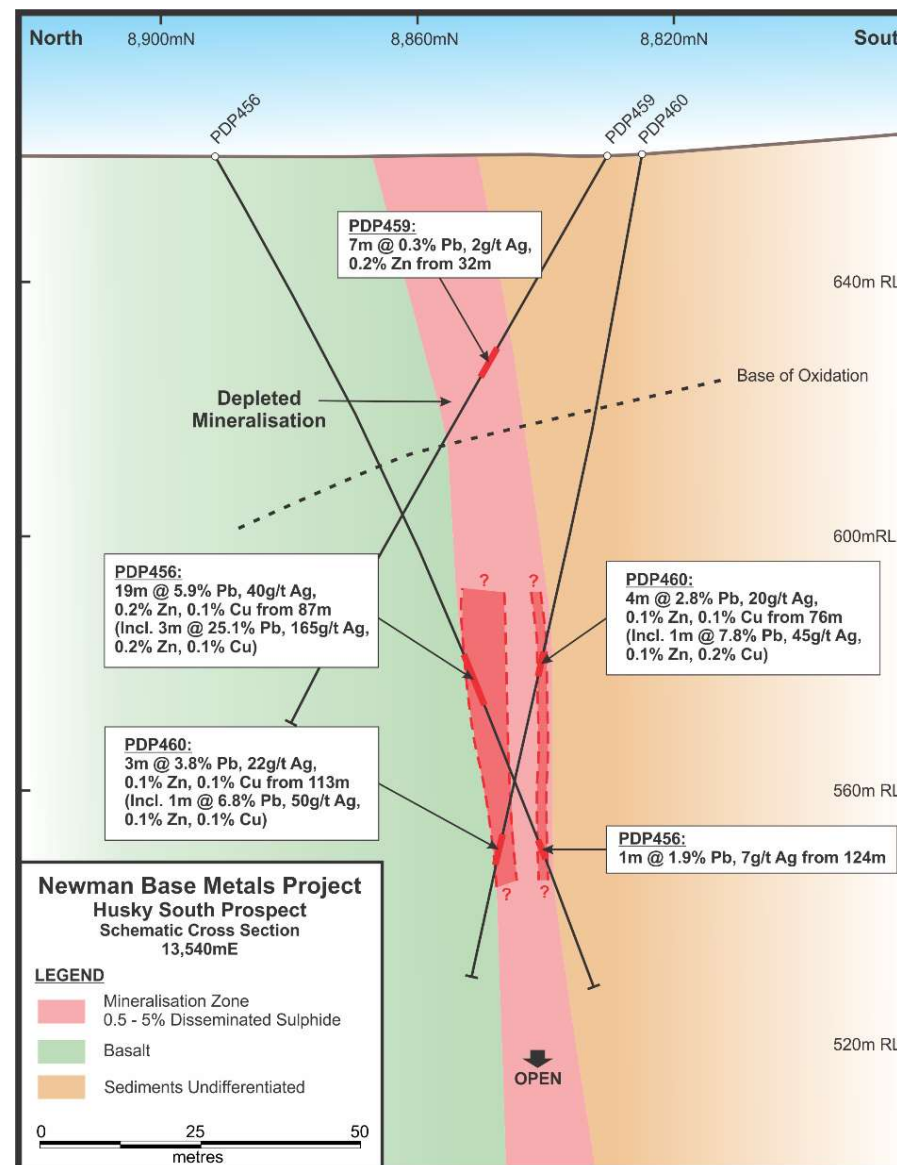 North
8,900mN
8,860mN
8,820mN
Sout
PDP456
PDP459
PDP460
PDP459:
7m @ 0.3% Pb, 2g/t Ag,
0.2% Zn from 32m
640m RL
Base of Oxidation
Depleted
Mineralisation
600mRL
?
?
PDP456:
19m @ 5.9% Pb, 40g/t Ag,
0.2% Zn, 0.1% Cu from 87m
(Incl. 3m @ 25.1% Pb, 165g/t Ag,
0.2% Zn, 0.1% Cu)
PDP460:
4m @ 2.8% Pb, 20g/t Ag,
0.1% Zn, 0.1% Cu from 76m
(Incl. 1m @ 7.8% Pb, 45g/t Ag,
0.1% Zn, 0.2% Cu)
PDP460:
3m @ 3.8% Pb, 22g/t Ag,
0.1% Zn, 0.1% Cu from 113m
(Incl. 1m @ 6.8% Pb, 50g/t Ag,
0.1% Zn, 0.1% Cu)
560m RL
PDP456:
1m @ 1.9% Pb, 7g/t Ag from 124m
?
?
Newman Base Metals Project
Husky South Prospect
Schematic Cross Section
13,540mE
LEGEND
Mineralisation Zone
0.5 - 5% Disseminated Sulphide
Basalt
Sediments Undifferentiated
0 25 50
metres
520m RL
OPEN